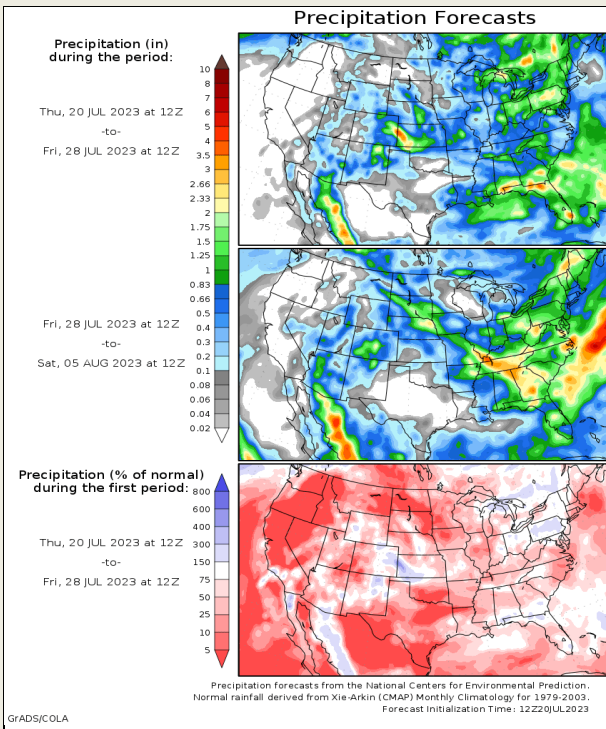 Precipitation Forecasts
Precipitation (in)
during the period:
Thu, 20 JUL 2023 at 12Z
-to-
Fri, 28 JUL 2023 at 12Z
10
8
7
6
5
4
3.5
3
2.66
2.33
2
1.75
1.5
1.25
1
0.83
0.66
0.5
0.4
0.3
0.2
0.1
0.08
0.06
0.04
0.02
Fri, 28 JUL 2023 at 12Z
-to-
Sat, 05 AUG 2023 at 12Z
Precipitation (% of normal)
during the first period:
Thu, 20 JUL 2023 at 12Z
-to-
Fri, 28 JUL 2023 at 12Z
800
600
400
300
150
75
50
25
10
5
Precipitation forecasts from the National Centers for Environmental Prediction.
Normal rainfall derived from Xie-Arkin (CMAP) Monthly Climatology for 1979-2003.
Forecast Initialization Time: 12Z20JUL2023
GrADS/COLA